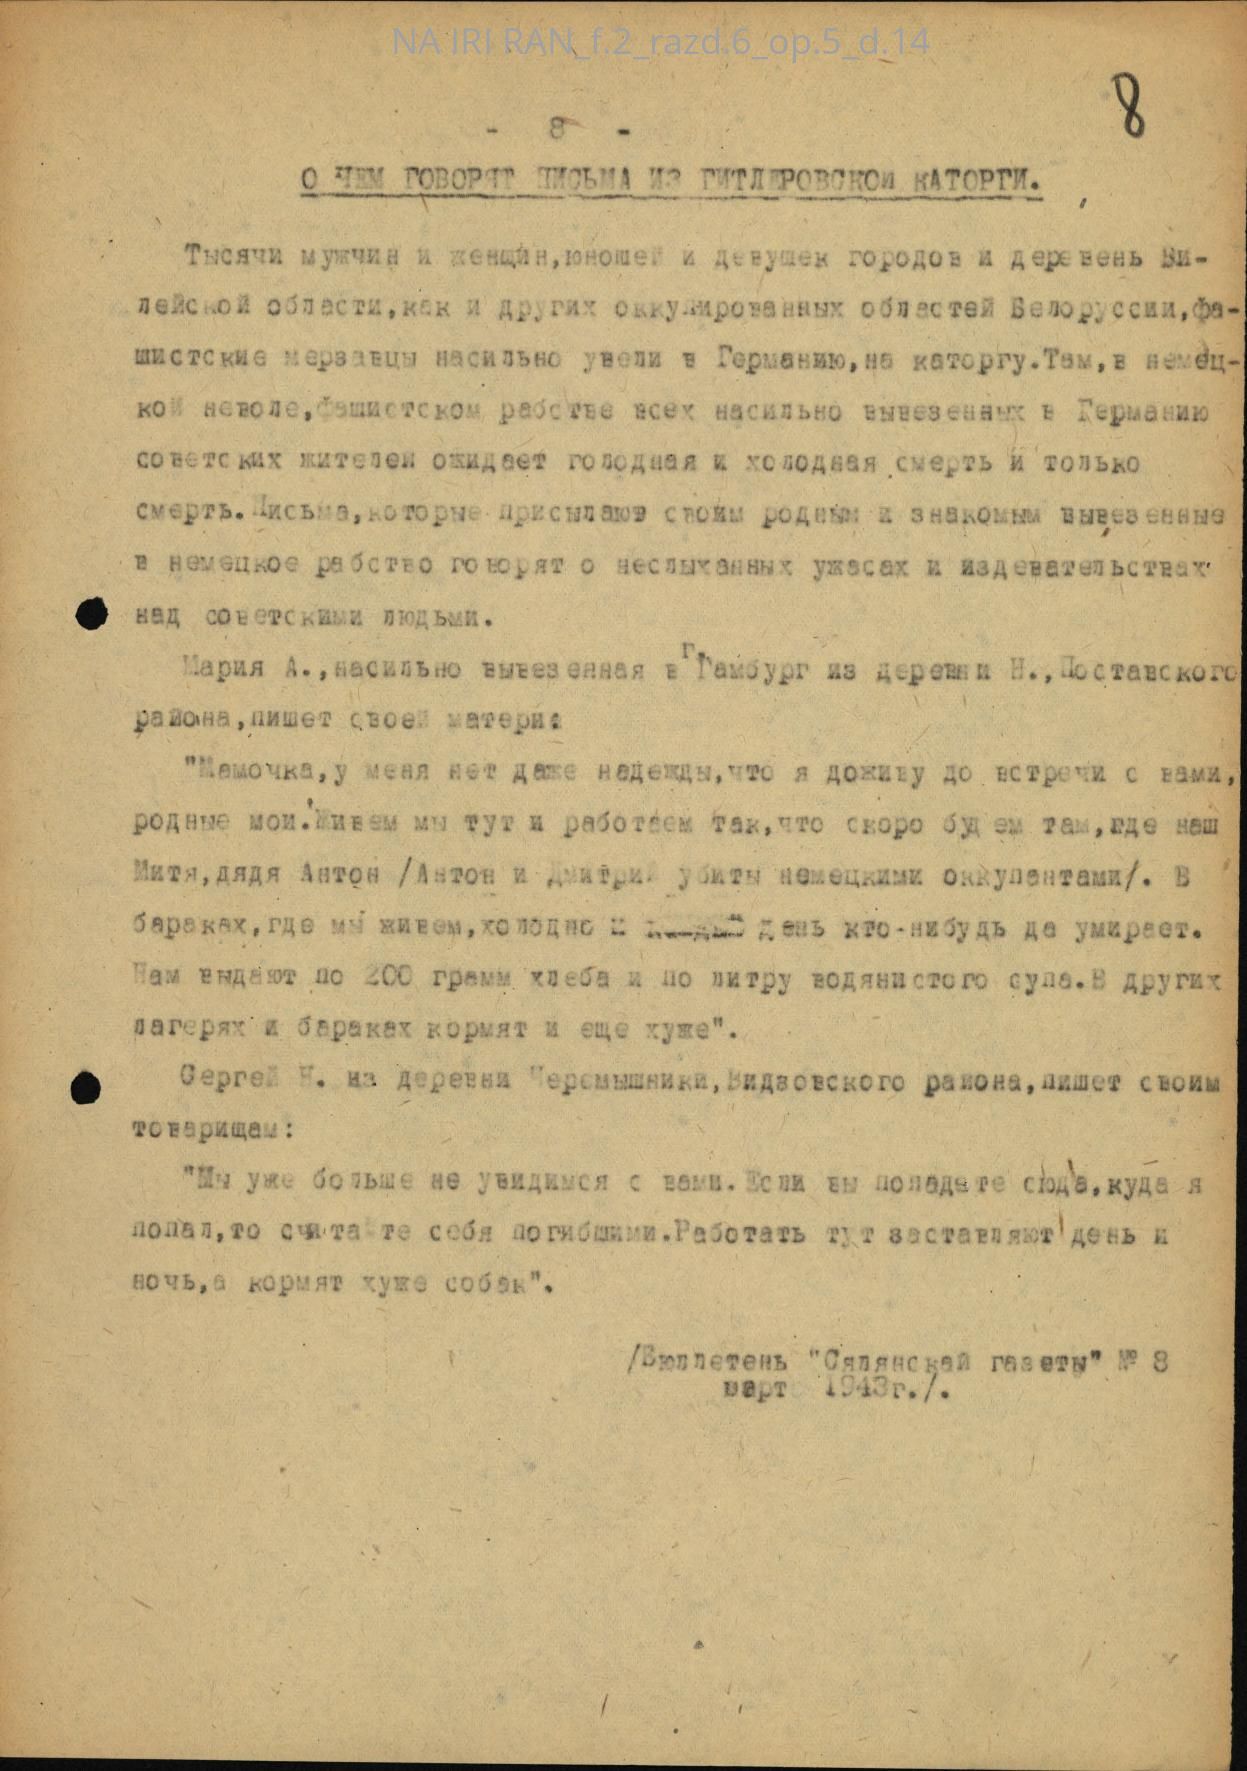 NA IRI RAN_f.2_razd.6_op.5_d.14
8
- 8 -
О ЧЕМ ГОВОРЯТ ПИСЬМА ИЗ ГИТЛЕРОВСКОЙ КАТОРГИ.
Тысячи мужчин и женщин,юношей и девушек городов и деревень Ви-
лейской области,как и других оккупированных областей Белоруссии,фа-
шистские мерзавцы насильно увели в Германию,на каторгу.Там,в немец-
кой неволе,фашистском рабстве всех насильно вывезенных в Германию
советских жителей ожидает голодная и холодная смерть и только
смерть.Письма,которые присылают своим родным и знакомым вывезенные
в немецкое рабство говорят о неслыханных ужасах и издевательствах
над советскими людьми.
Мария А.,насильно вывезенная в г.Гамбург из деревни Н.,Поставского
района,пишет своей матери:
"Мамочка,у меня нет даже надежды,что я доживу до встречи с вами,
родные мои.Живем мы тут и работаем так,что скоро будем там,где наш
Митя,дядя Антон /Антон и Дмитрий убиты немецкими оккупантами/. В
бараках,где мы живем,холодно и каждый день кто-нибудь да умирает.
Нам выдают по 200 грамм хлеба и по литру водянистого супа.В других
лагерях и бараках кормят и еще хуже".
Сергей Н. из деревни Черемышники,Видзовского района,пишет своим
товарищам:
"Мы уже больше не увидимся с вами.Если вы попадете сюда,куда я
попал,то считайте себя погибшими.Работать тут заставляют день и
ночь,а кормят хуже собак".
/Бюллетень "Сялянскай газеты" № 8
март 1943г./.